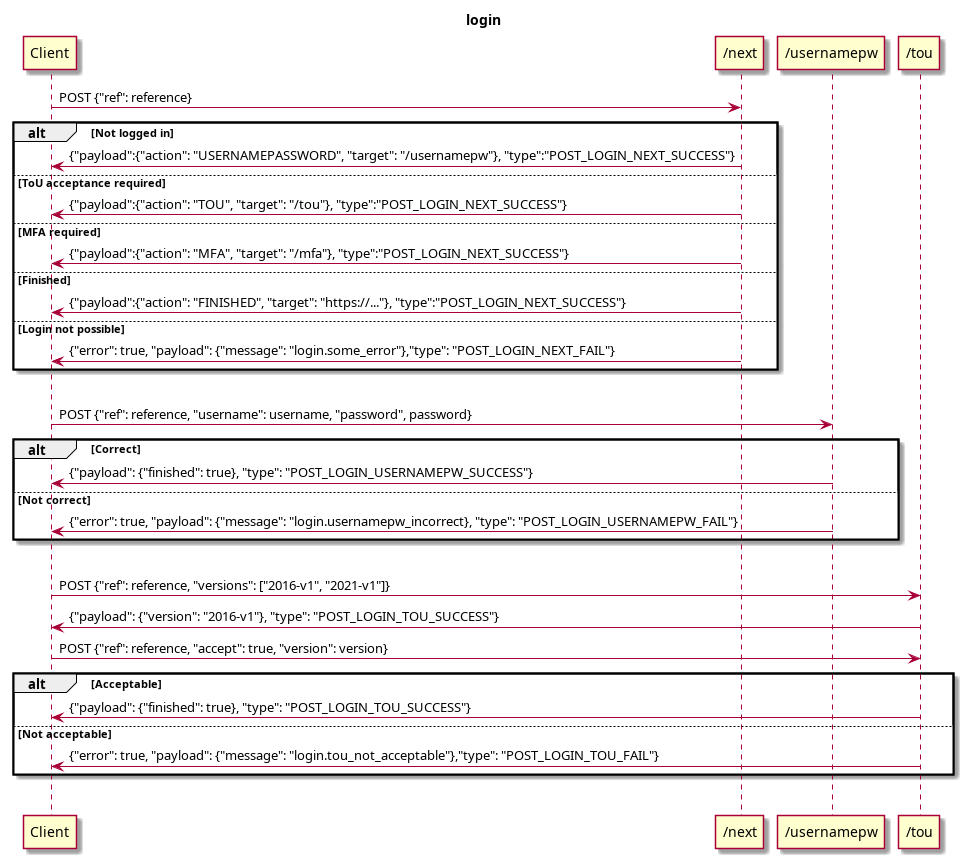 login
Client /next /usernamepw /tou
POST {"ref": reference}
alt [Not logged in]
{"payload":{"action": "USERNAMEPASSWORD", "target": "/usernamepw"}, "type":"POST_LOGIN_NEXT_SUCCESS"}
[ToU acceptance required]
{"payload":{"action": "TOU", "target": "/tou"}, "type":"POST_LOGIN_NEXT_SUCCESS"}
[MFA required]
{"payload":{"action": "MFA", "target": "/mfa"}, "type":"POST_LOGIN_NEXT_SUCCESS"}
[Finished]
{"payload":{"action": "FINISHED", "target": "https://..."}, "type":"POST_LOGIN_NEXT_SUCCESS"}
[Login not possible]
{"error": true, "payload": {"message": "login.some_error"},"type": "POST_LOGIN_NEXT_FAIL"}
POST {"ref": reference, "username": username, "password", password}
alt [Correct]
{"payload": {"finished": true}, "type": "POST_LOGIN_USERNAMEPW_SUCCESS"}
[Not correct]
{"error": true, "payload": {"message": "login.usernamepw_incorrect}, "type": "POST_LOGIN_USERNAMEPW_FAIL"}
POST {"ref": reference, "versions": ["2016-v1", "2021-v1"]}
{"payload": {"version": "2016-v1"}, "type": "POST_LOGIN_TOU_SUCCESS"}
POST {"ref": reference, "accept": true, "version": version}
alt [Acceptable]
{"payload": {"finished": true}, "type": "POST_LOGIN_TOU_SUCCESS"}
[Not acceptable]
{"error": true, "payload": {"message": "login.tou_not_acceptable"},"type": "POST_LOGIN_TOU_FAIL"}
Client /next /usernamepw /tou